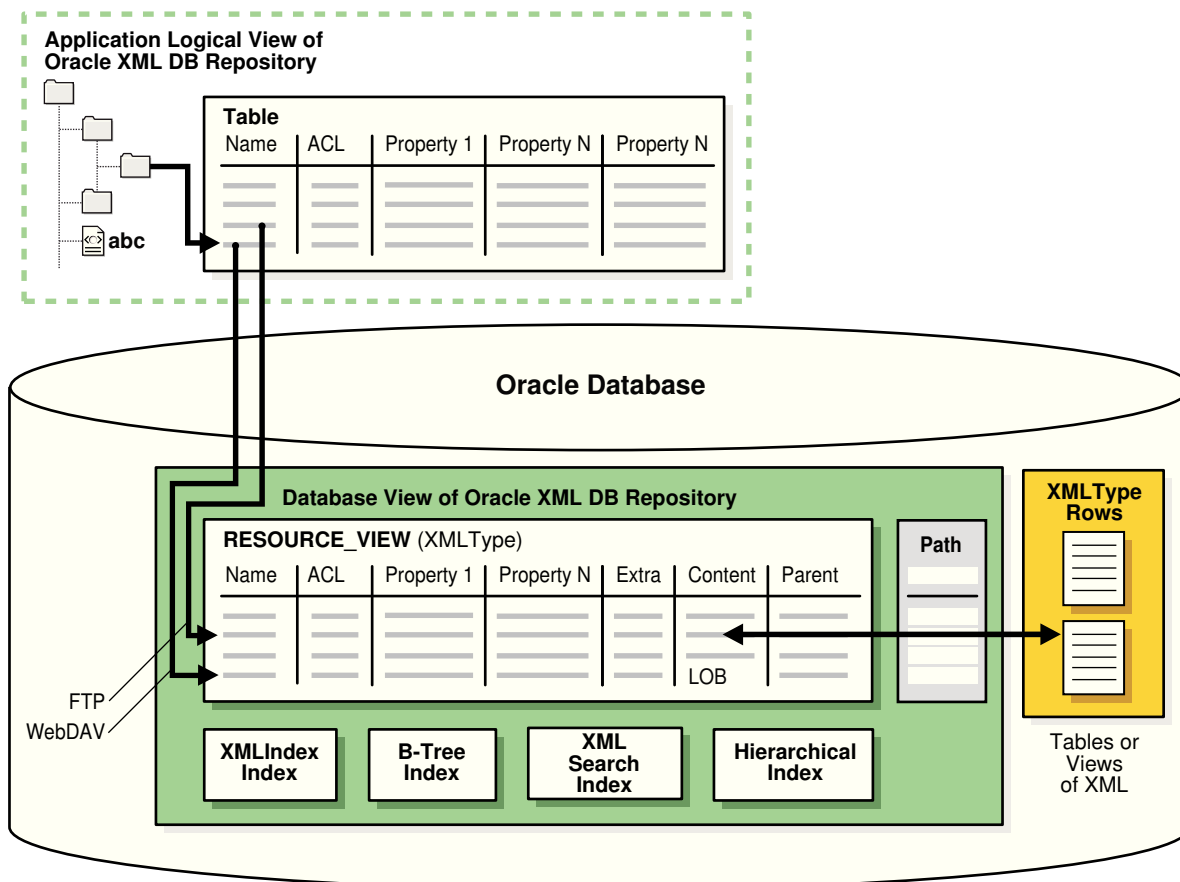 Application Logical View of
Oracle XML DB Repository
Table
Name ACL Property 1 Property N Property N
abc
Oracle Database
Database View of Oracle XML DB Repository
XMLType
Rows
RESOURCE_VIEW (XMLType)
Path
Name ACL Property 1 Property N Extra Content Parent
LOB
FTP
WebDAV
XMLIndex
Index
B-Tree
Index
XML
Search
Index
Hierarchical
Index
Tables or
Views
of XML